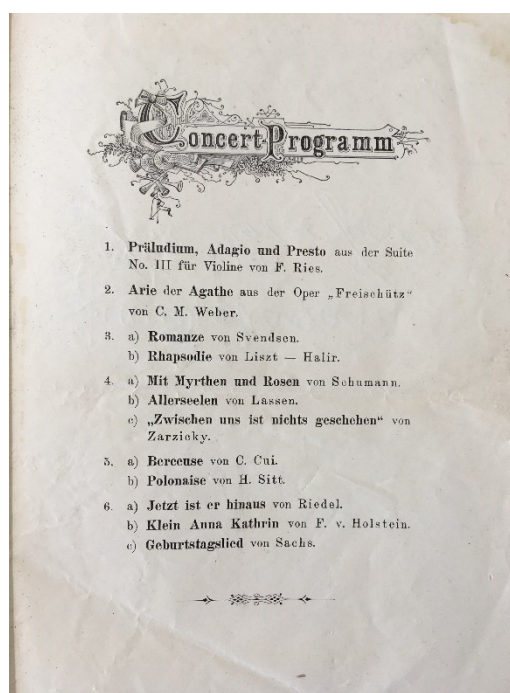 Concert-Programm
1. Präludium, Adagio und Presto aus der Suite
No. III für Violine von F. Ries.
2. Arie der Agathe aus der Oper „Freischütz“
von C. M. Weber.
3. a) Romanze von Svendsen.
b) Rhapsodie von Liszt — Halir.
4. a) Mit Myrthen und Rosen von Schumann.
b) Allerseelen von Lassen.
c) „Zwischen uns ist nichts geschehen“ von
Zarzicky.
5. a) Berceuse von C. Cui.
b) Polonaise von H. Sitt.
6. a) Jetzt ist er hinaus von Riedel.
b) Klein Anna Kathrin von F. v. Holstein.
c) Geburtstagslied von Sachs.